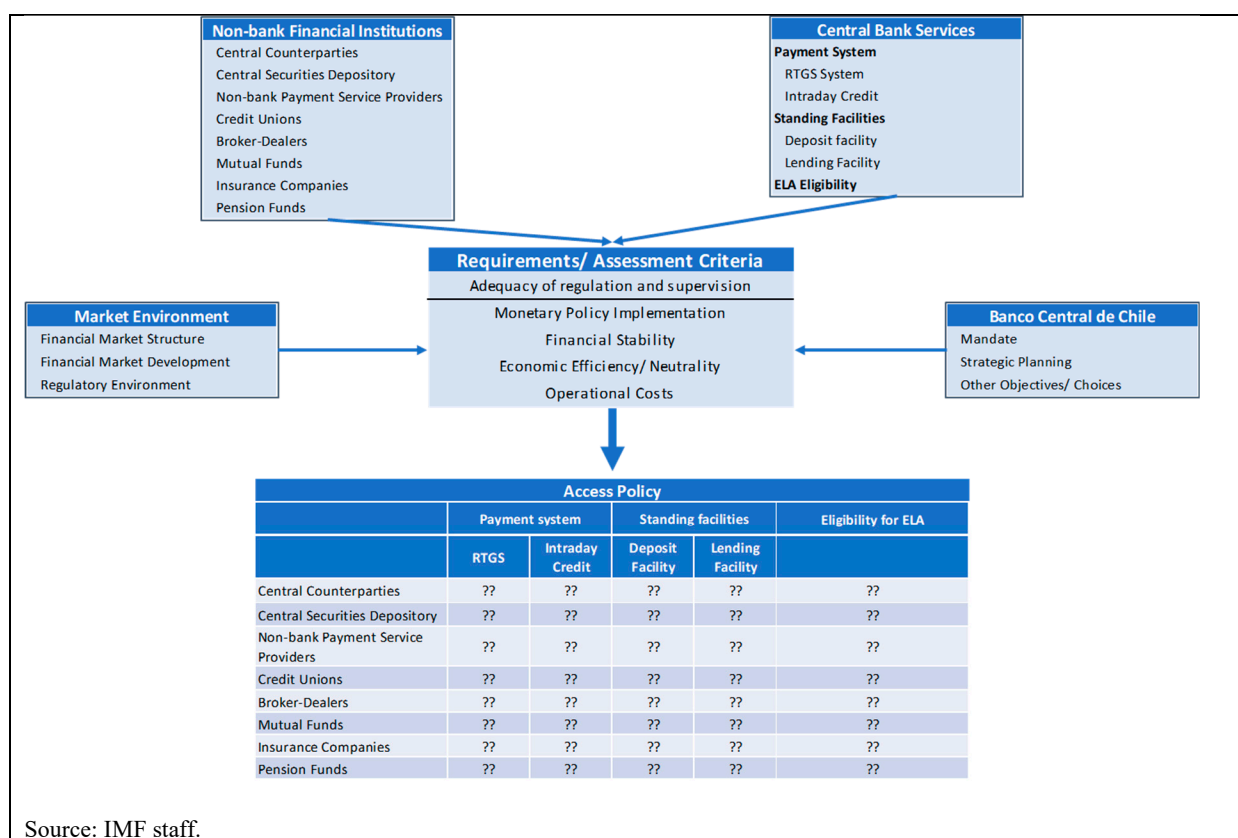 Non-bank Financial Institutions
Central Counterparties
Central Securities Depository
Non-bank Payment Service Providers
Credit Unions
Broker-Dealers
Mutual Funds
Insurance Companies
Pension Funds
Central Bank Services
Payment System
RTGS System
Intraday Credit
Standing Facilities
Deposit facility
Lending Facility
ELA Eligibility
Requirements/ Assessment Criteria
Adequacy of regulation and supervision
Monetary Policy Implementation
Financial Stability
Economic Efficiency/ Neutrality
Operational Costs
Market Environment
Financial Market Structure
Financial Market Development
Regulatory Environment
Banco Central de Chile
Mandate
Strategic Planning
Other Objectives/ Choices
Access Policy
Payment system Standing facilities Eligibility for ELA
RTGS Intraday Credit Deposit Facility Lending Facility
Central Counterparties ?? ?? ?? ?? ??
Central Securities Depository ?? ?? ?? ?? ??
Non-bank Payment Service
Providers ?? ?? ?? ?? ??
Credit Unions ?? ?? ?? ?? ??
Broker-Dealers ?? ?? ?? ?? ??
Mutual Funds ?? ?? ?? ?? ??
Insurance Companies ?? ?? ?? ?? ??
Pension Funds ?? ?? ?? ?? ??
Source: IMF staff.